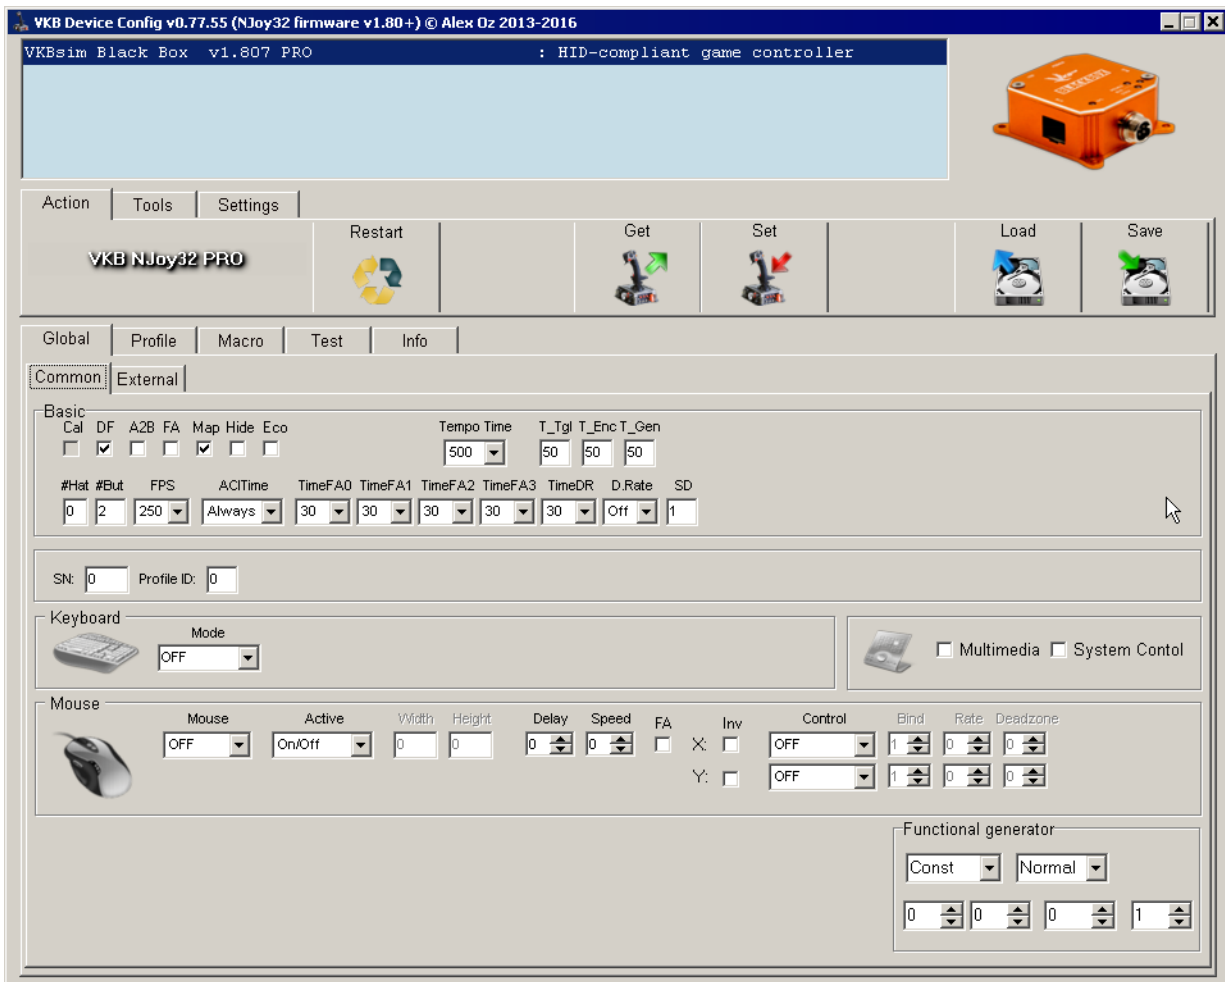 VKB Device Config v0.77.55 (NJoy32 firmware v1.80+) © Alex Oz 2013-2016
VKBsim Black Box v1.807 PRO : HID-compliant game controller
Action Tools Settings
VKB NJoy32 PRO
Restart Get Set Load Save
Global Profile Macro Test Info
Common External
Basic
Cal DF A2B FA Map Hide Eco Tempo Time T_Tgl T_Enc T_Gen
500 50 50 50
#Hat #But FPS ACITime TimeFA0 TimeFA1 TimeFA2 TimeFA3 TimeDR D.Rate SD
0 2 250 Always 30 30 30 30 30 Off 1
SN: 0 Profile ID: 0
Keyboard
Mode
OFF
Multimedia System Contol
Mouse
Mouse Active Width Height Delay Speed FA Inv Control Bind Rate Deadzone
OFF On/Off 0 0 0 0 X: OFF 1 0 0
Y: OFF 1 0 0
Functional generator
Const Normal
0 0 0 1